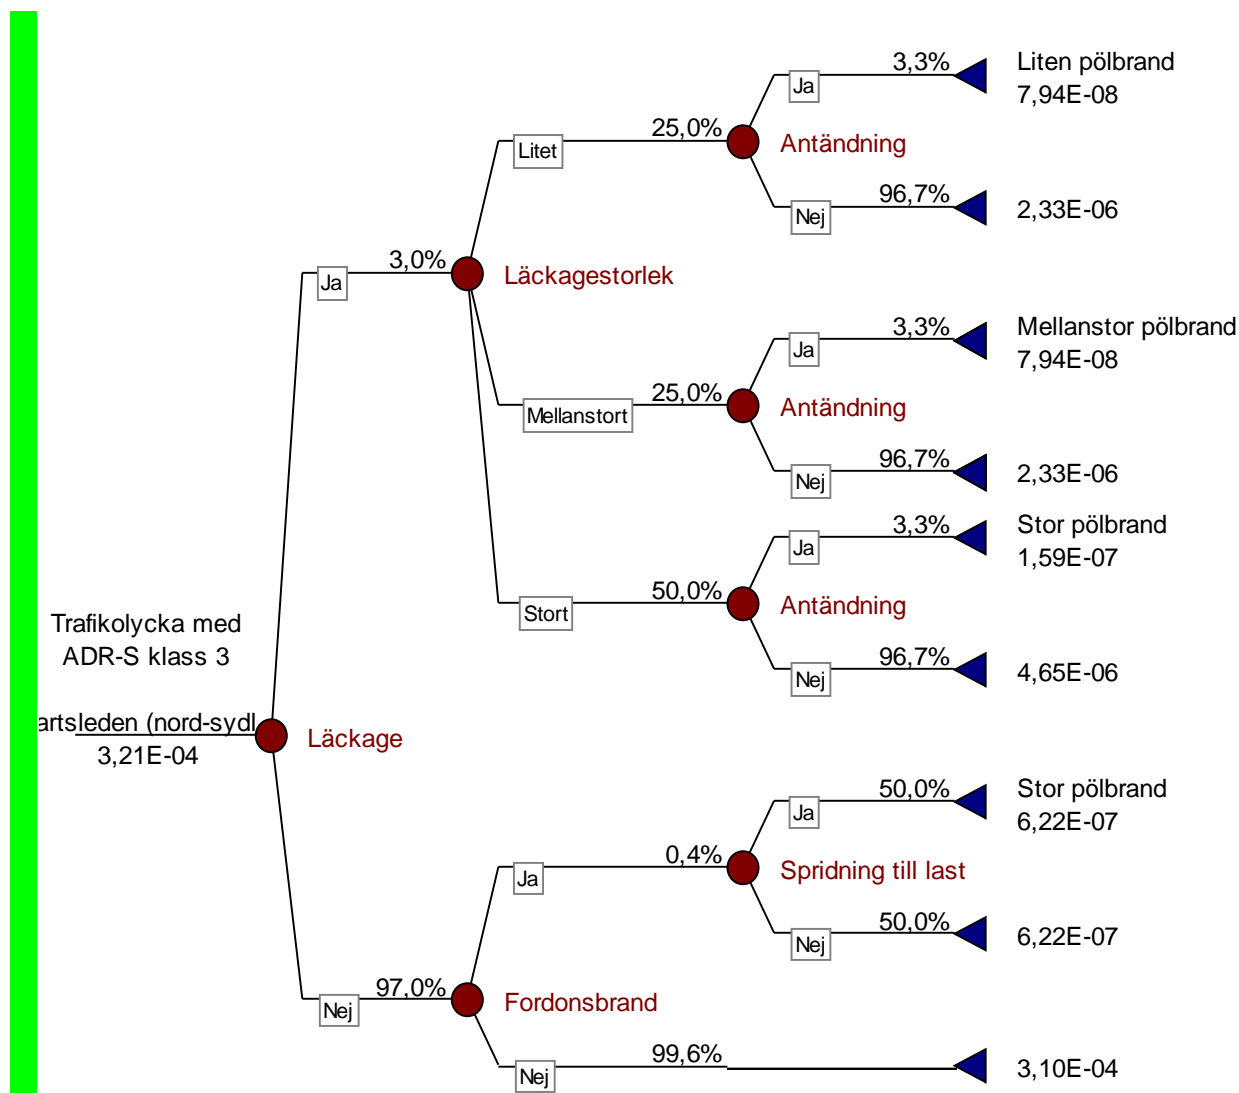 3,3%
Liten pölbrand
Ja
7,94E-08
25,0%
Litet
Antändning
96,7%
Nej
2,33E-06
3,0%
Ja
Läckagestorlek
3,3%
Mellanstor pölbrand
Ja
7,94E-08
25,0%
Mellanstort
Antändning
96,7%
Nej
2,33E-06
3,3%
Stor pölbrand
Ja
1,59E-07
50,0%
Stort
Antändning
96,7%
Nej
4,65E-06
Trafikolycka med
ADR-S klass 3
artsleden (nord-sydl
3,21E-04
Läckage
50,0%
Stor pölbrand
Ja
6,22E-07
0,4%
Ja
Spridning till last
50,0%
Nej
6,22E-07
97,0%
Nej
Fordonsbrand
99,6%
Nej
3,10E-04